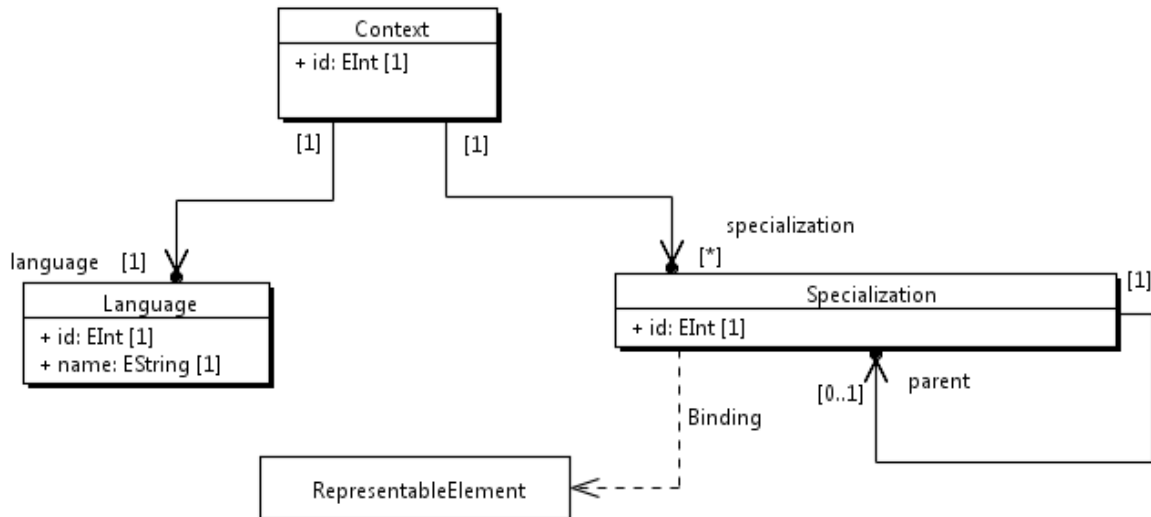 Context
+ id: EInt [1]
[1]
[1]
specialization
language [1]
[*]
Language
+ id: EInt [1]
+ name: EString [1]
Specialization
[1]
+ id: EInt [1]
[0..1]
parent
Binding
RepresentableElement